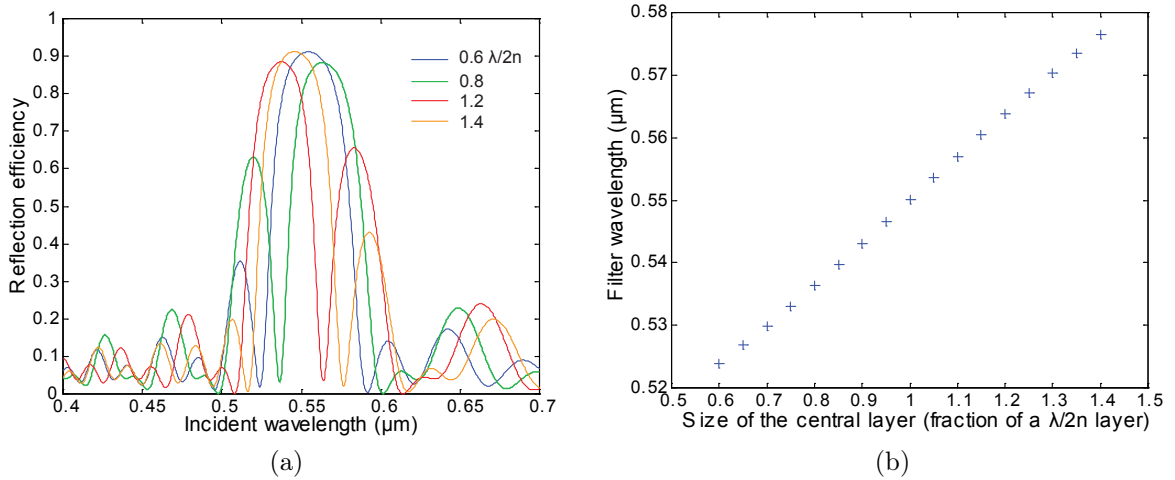 1
0.9
0.8
0.7
0.6
0.5
0.4
0.3
0.2
0.1
0
0.4 0.45 0.5 0.55 0.6 0.65 0.7
Reflection efficiency
Incident wavelength (µm)
0.6 λ/2n
0.8
1.2
1.4
(a)
0.58
0.57
0.56
0.55
0.54
0.53
0.52
0.5 0.6 0.7 0.8 0.9 1 1.1 1.2 1.3 1.4 1.5
Filter wavelength (µm)
Size of the central layer (fraction of a λ/2n layer)
(b)